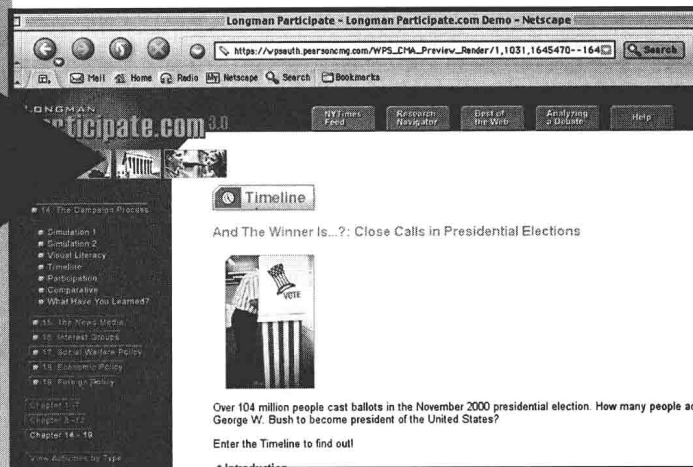 Longman Participate - Longman Participate.com Demo - Netscape
https://vpsauth.pearsoncmg.com/WPS_CMA_Preview_Render/1,1031,1645470--164
Search
Mail Home Radio My Netscape Search Bookmarks
LONGMAN
participate.com 3.0
NYTimes Feed
Research Navigator
Best of the Web
Analyzing a Debate
Help
14. The Campaign Process
Simulation 1
Simulation 2
Visual Literacy
Timeline
Participation
Comparative
What Have You Learned?
15. The News Media
16. Interest Groups
17. Social Welfare Policy
18. Economic Policy
19. Foreign Policy
Chapter 1 -7
Chapter 8 -13
Chapter 14 - 19
View Activities by Type
Timeline
And The Winner Is...?: Close Calls in Presidential Elections
VOTE
Over 104 million people cast ballots in the November 2000 presidential election. How many people ac
George W. Bush to become president of the United States?
Enter the Timeline to find out!
Introduction